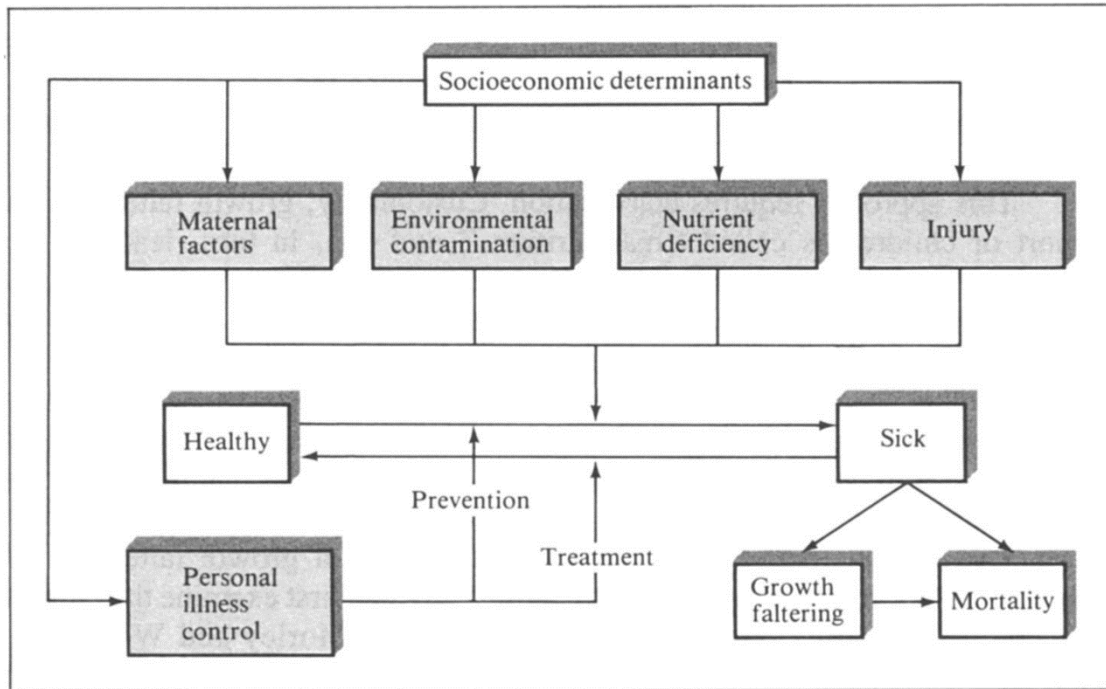 Socioeconomic determinants
Maternal
factors
Environmental
contamination
Nutrient
deficiency
Injury
Healthy
Sick
Prevention
Treatment
Personal
illness
control
Growth
faltering
Mortality